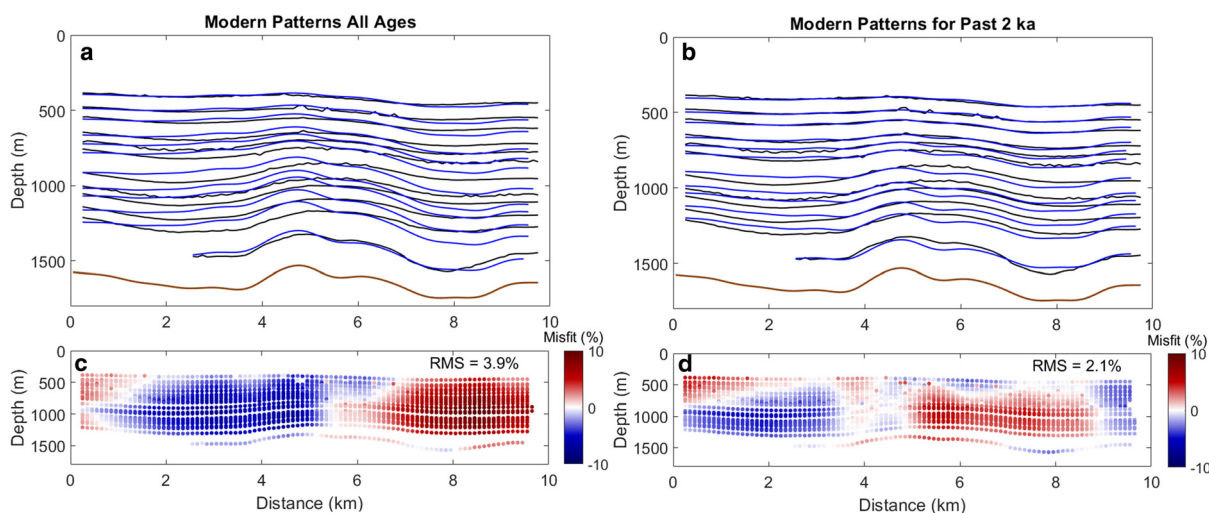 Modern Patterns All Ages
a
0
500
1000
1500
Depth (m)
0 2 4 6 8 10
Modern Patterns for Past 2 ka
b
0
500
1000
1500
Depth (m)
0 2 4 6 8 10
c
RMS = 3.9%
Misfit (%)
10
0
-10
0
500
1000
1500
Depth (m)
0 2 4 6 8 10
Distance (km)
d
RMS = 2.1%
Misfit (%)
10
0
-10
0
500
1000
1500
Depth (m)
0 2 4 6 8 10
Distance (km)